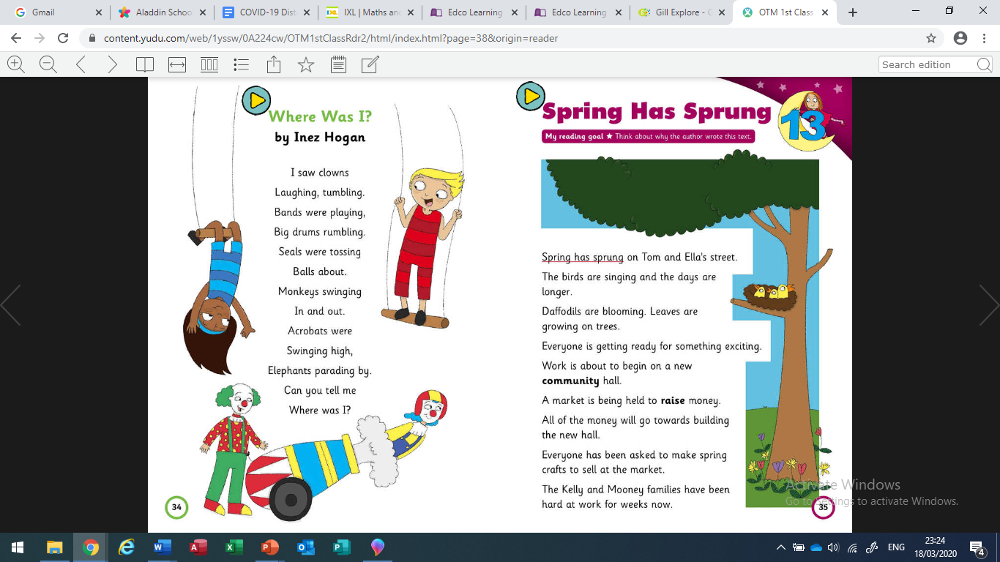 Gmail
Aladdin Schoo
COVID-19 Dist
IXL | Maths and
Edco Learning
Edco Learning
Gill Explore - G
OTM 1st Class
content.yudu.com/web/1yssw/0A224cw/OTM1stClassRdr2/html/index.html?page=38&origin=reader
Search edition
Where Was I?
by Inez Hogan
I saw clowns
Laughing, tumbling.
Bands were playing,
Big drums rumbling.
Seals were tossing
Balls about.
Monkeys swinging
In and out.
Acrobats were
Swinging high,
Elephants parading by.
Can you tell me
Where was I?
34
Spring Has Sprung
13
My reading goal ★ Think about why the author wrote this text.
Spring has sprung on Tom and Ella's street.
The birds are singing and the days are
longer.
Daffodils are blooming. Leaves are
growing on trees.
Everyone is getting ready for something exciting.
Work is about to begin on a new
community hall.
A market is being held to raise money.
All of the money will go towards building
the new hall.
Everyone has been asked to make spring
crafts to sell at the market.
The Kelly and Mooney families have been
hard at work for weeks now.
35
Activate Windows
Go to Settings to activate Windows.
ENG
23:24
18/03/2020
4